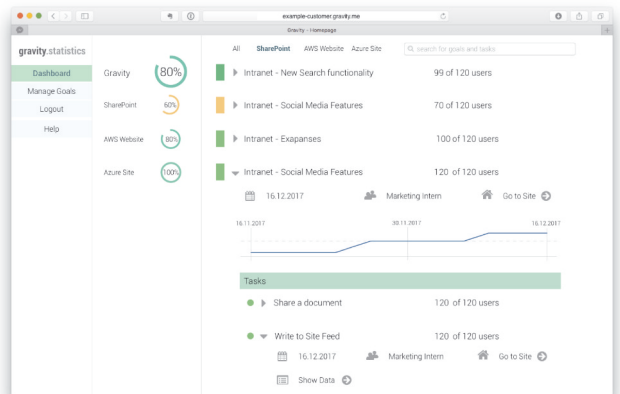 example-customer.gravity.me
Gravity - Homepage
gravity.statistics
Dashboard
Manage Goals
Logout
Help
Gravity 80%
SharePoint 60%
AWS Website 80%
Azure Site 100%
All SharePoint AWS Website Azure Site search for goals and tasks
Intranet - New Search functionality 99 of 120 users
Intranet - Social Media Features 70 of 120 users
Intranet - Exapanses 100 of 120 users
Intranet - Social Media Features 120 of 120 users
16.12.2017 Marketing Intern Go to Site
16.11.2017 30.11.2017 16.12.2017
Tasks
Share a document 120 of 120 users
Write to Site Feed 120 of 120 users
16.12.2017 Marketing Intern Go to Site
Show Data